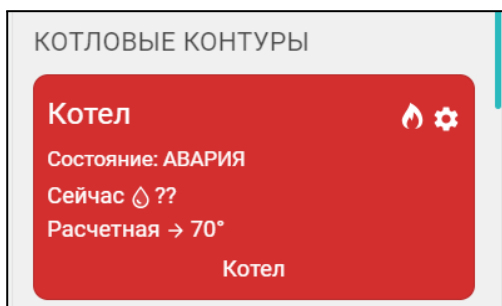 КОТЛОВЫЕ КОНТУРЫ
Котел
Состояние: АВАРИЯ
Сейчас ??
Расчетная → 70°
Котел